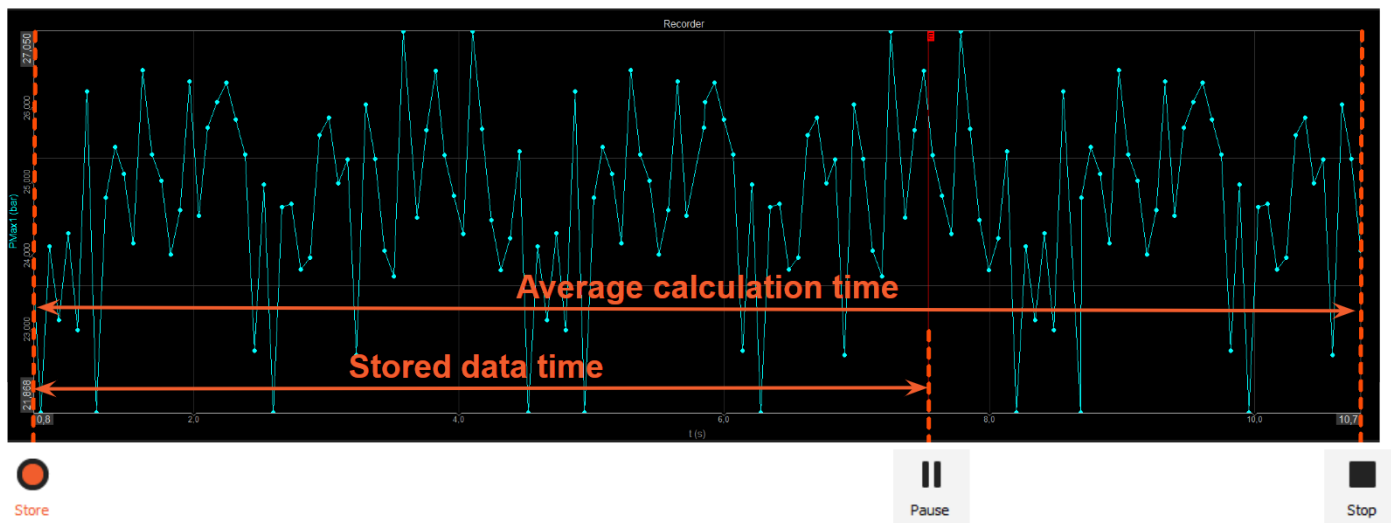 Recorder
27,050
26,000
25,000
24,000
23,000
21,868
PMax1 (bar)
Average calculation time
Stored data time
0,8
2,0
4,0
6,0
8,0
10,0
10,7
t (s)
Store
Pause
Stop